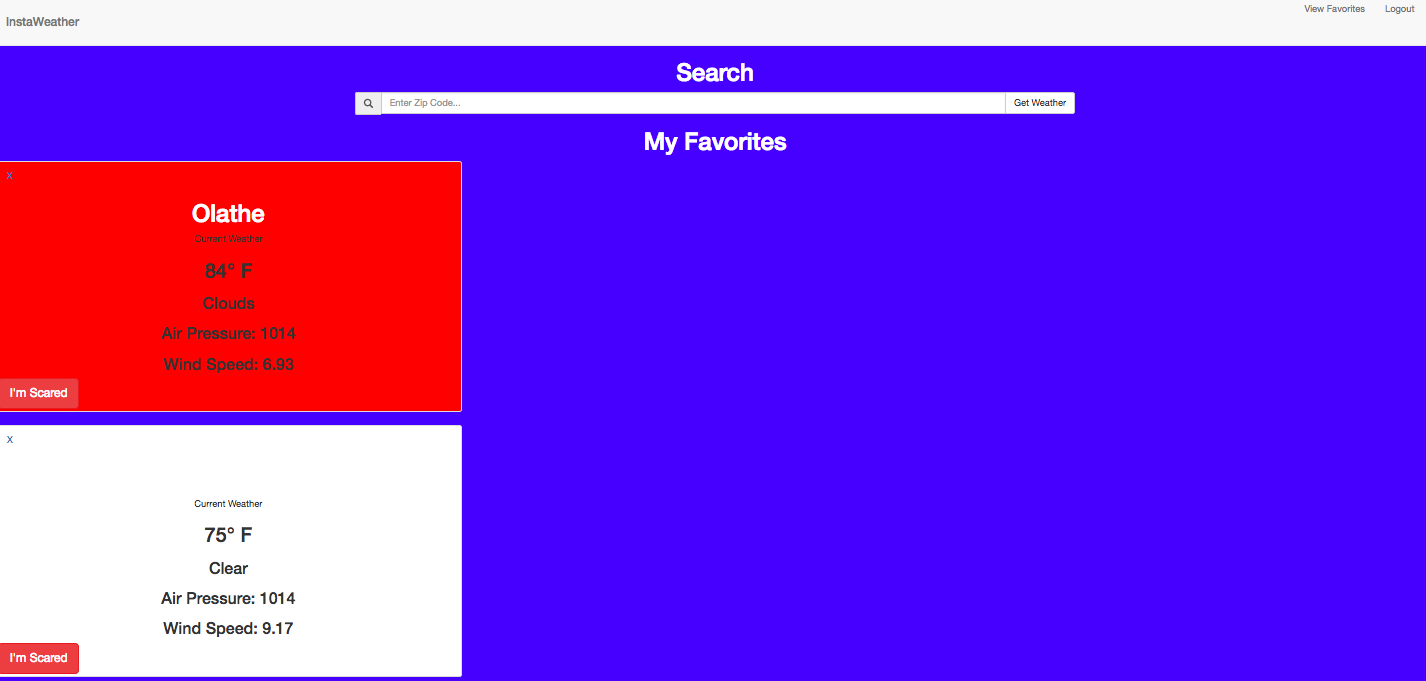 InstaWeather
View Favorites
Logout
Search
Enter Zip Code...
Get Weather
My Favorites
X
Olathe
Current Weather
84° F
Clouds
Air Pressure: 1014
Wind Speed: 6.93
I'm Scared
X
Current Weather
75° F
Clear
Air Pressure: 1014
Wind Speed: 9.17
I'm Scared